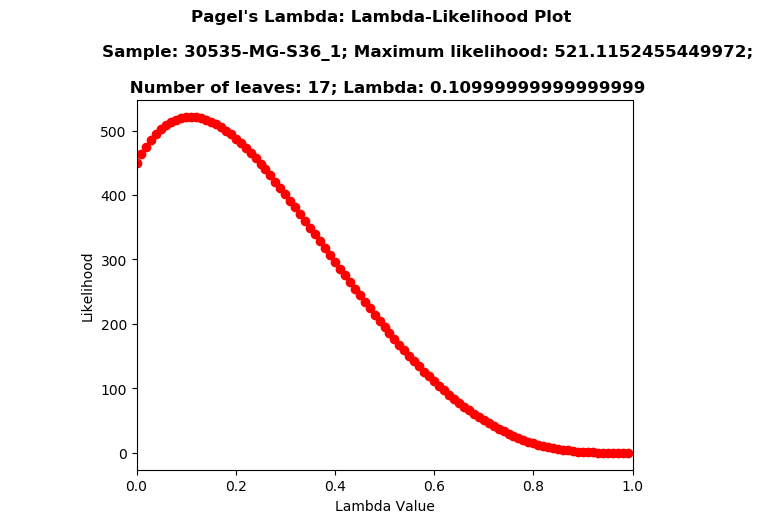 Pagel's Lambda: Lambda-Likelihood Plot
Sample: 30535-MG-S36_1; Maximum likelihood: 521.1152455449972;
Number of leaves: 17; Lambda: 0.10999999999999999
500
400
300
200
100
0
Likelihood
0.0 0.2 0.4 0.6 0.8 1.0
Lambda Value